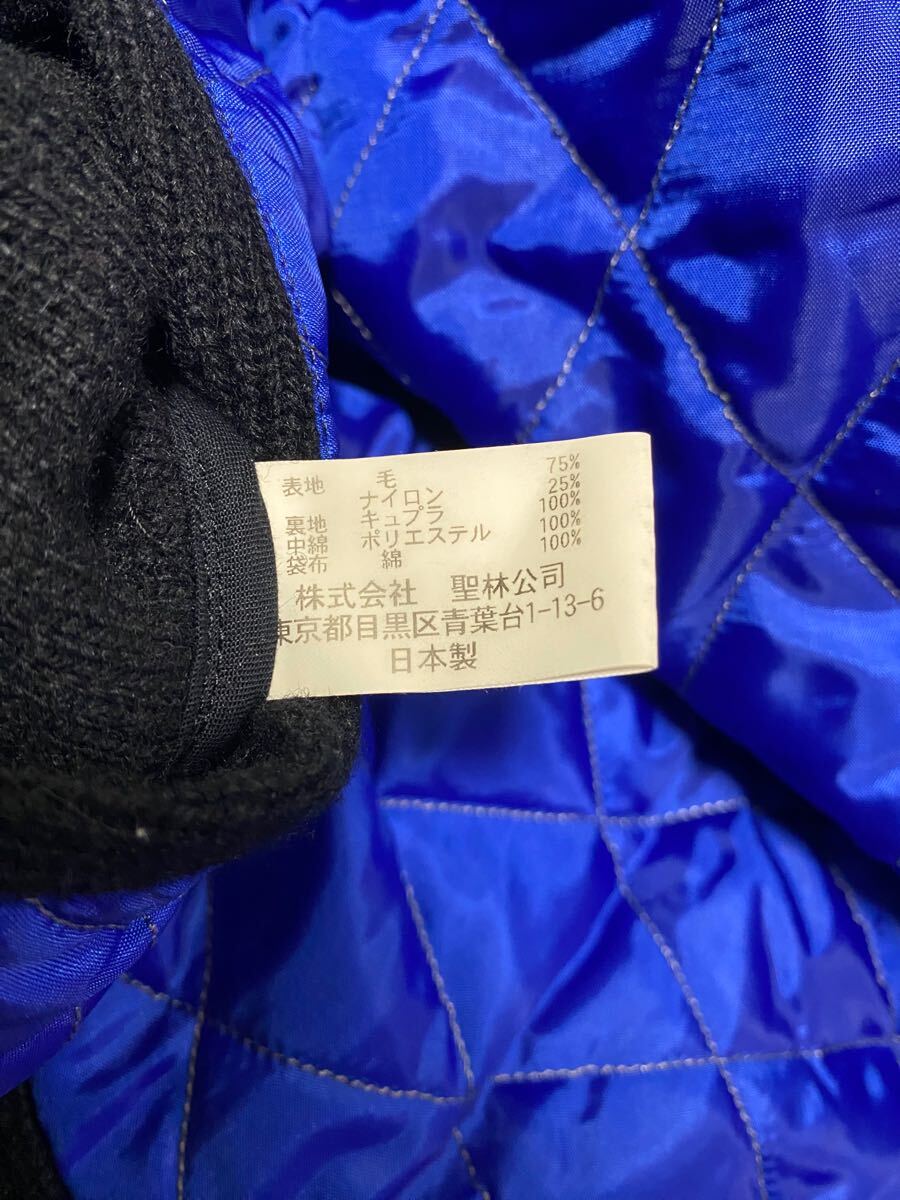 表地 毛 75%
ナイロン 25%
裏地 キュプラ 100%
中綿 ポリエステル 100%
袋布 綿 100%
株式会社 聖林公司
東京都目黒区青葉台1-13-6
日本製